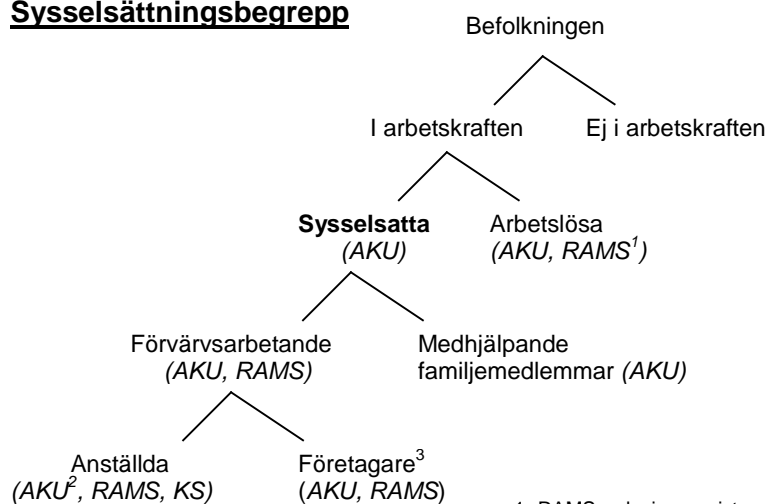 Sysselsättningsbegrepp
Befolkningen
I arbetskraften
Ej i arbetskraften
Sysselsatta
(AKU)
Arbetslösa
(AKU, RAMS¹)
Förvärvsarbetande
(AKU, RAMS)
Medhjälpande
familjemedlemmar (AKU)
Anställda
(AKU², RAMS, KS)
Företagare³
(AKU, RAMS)